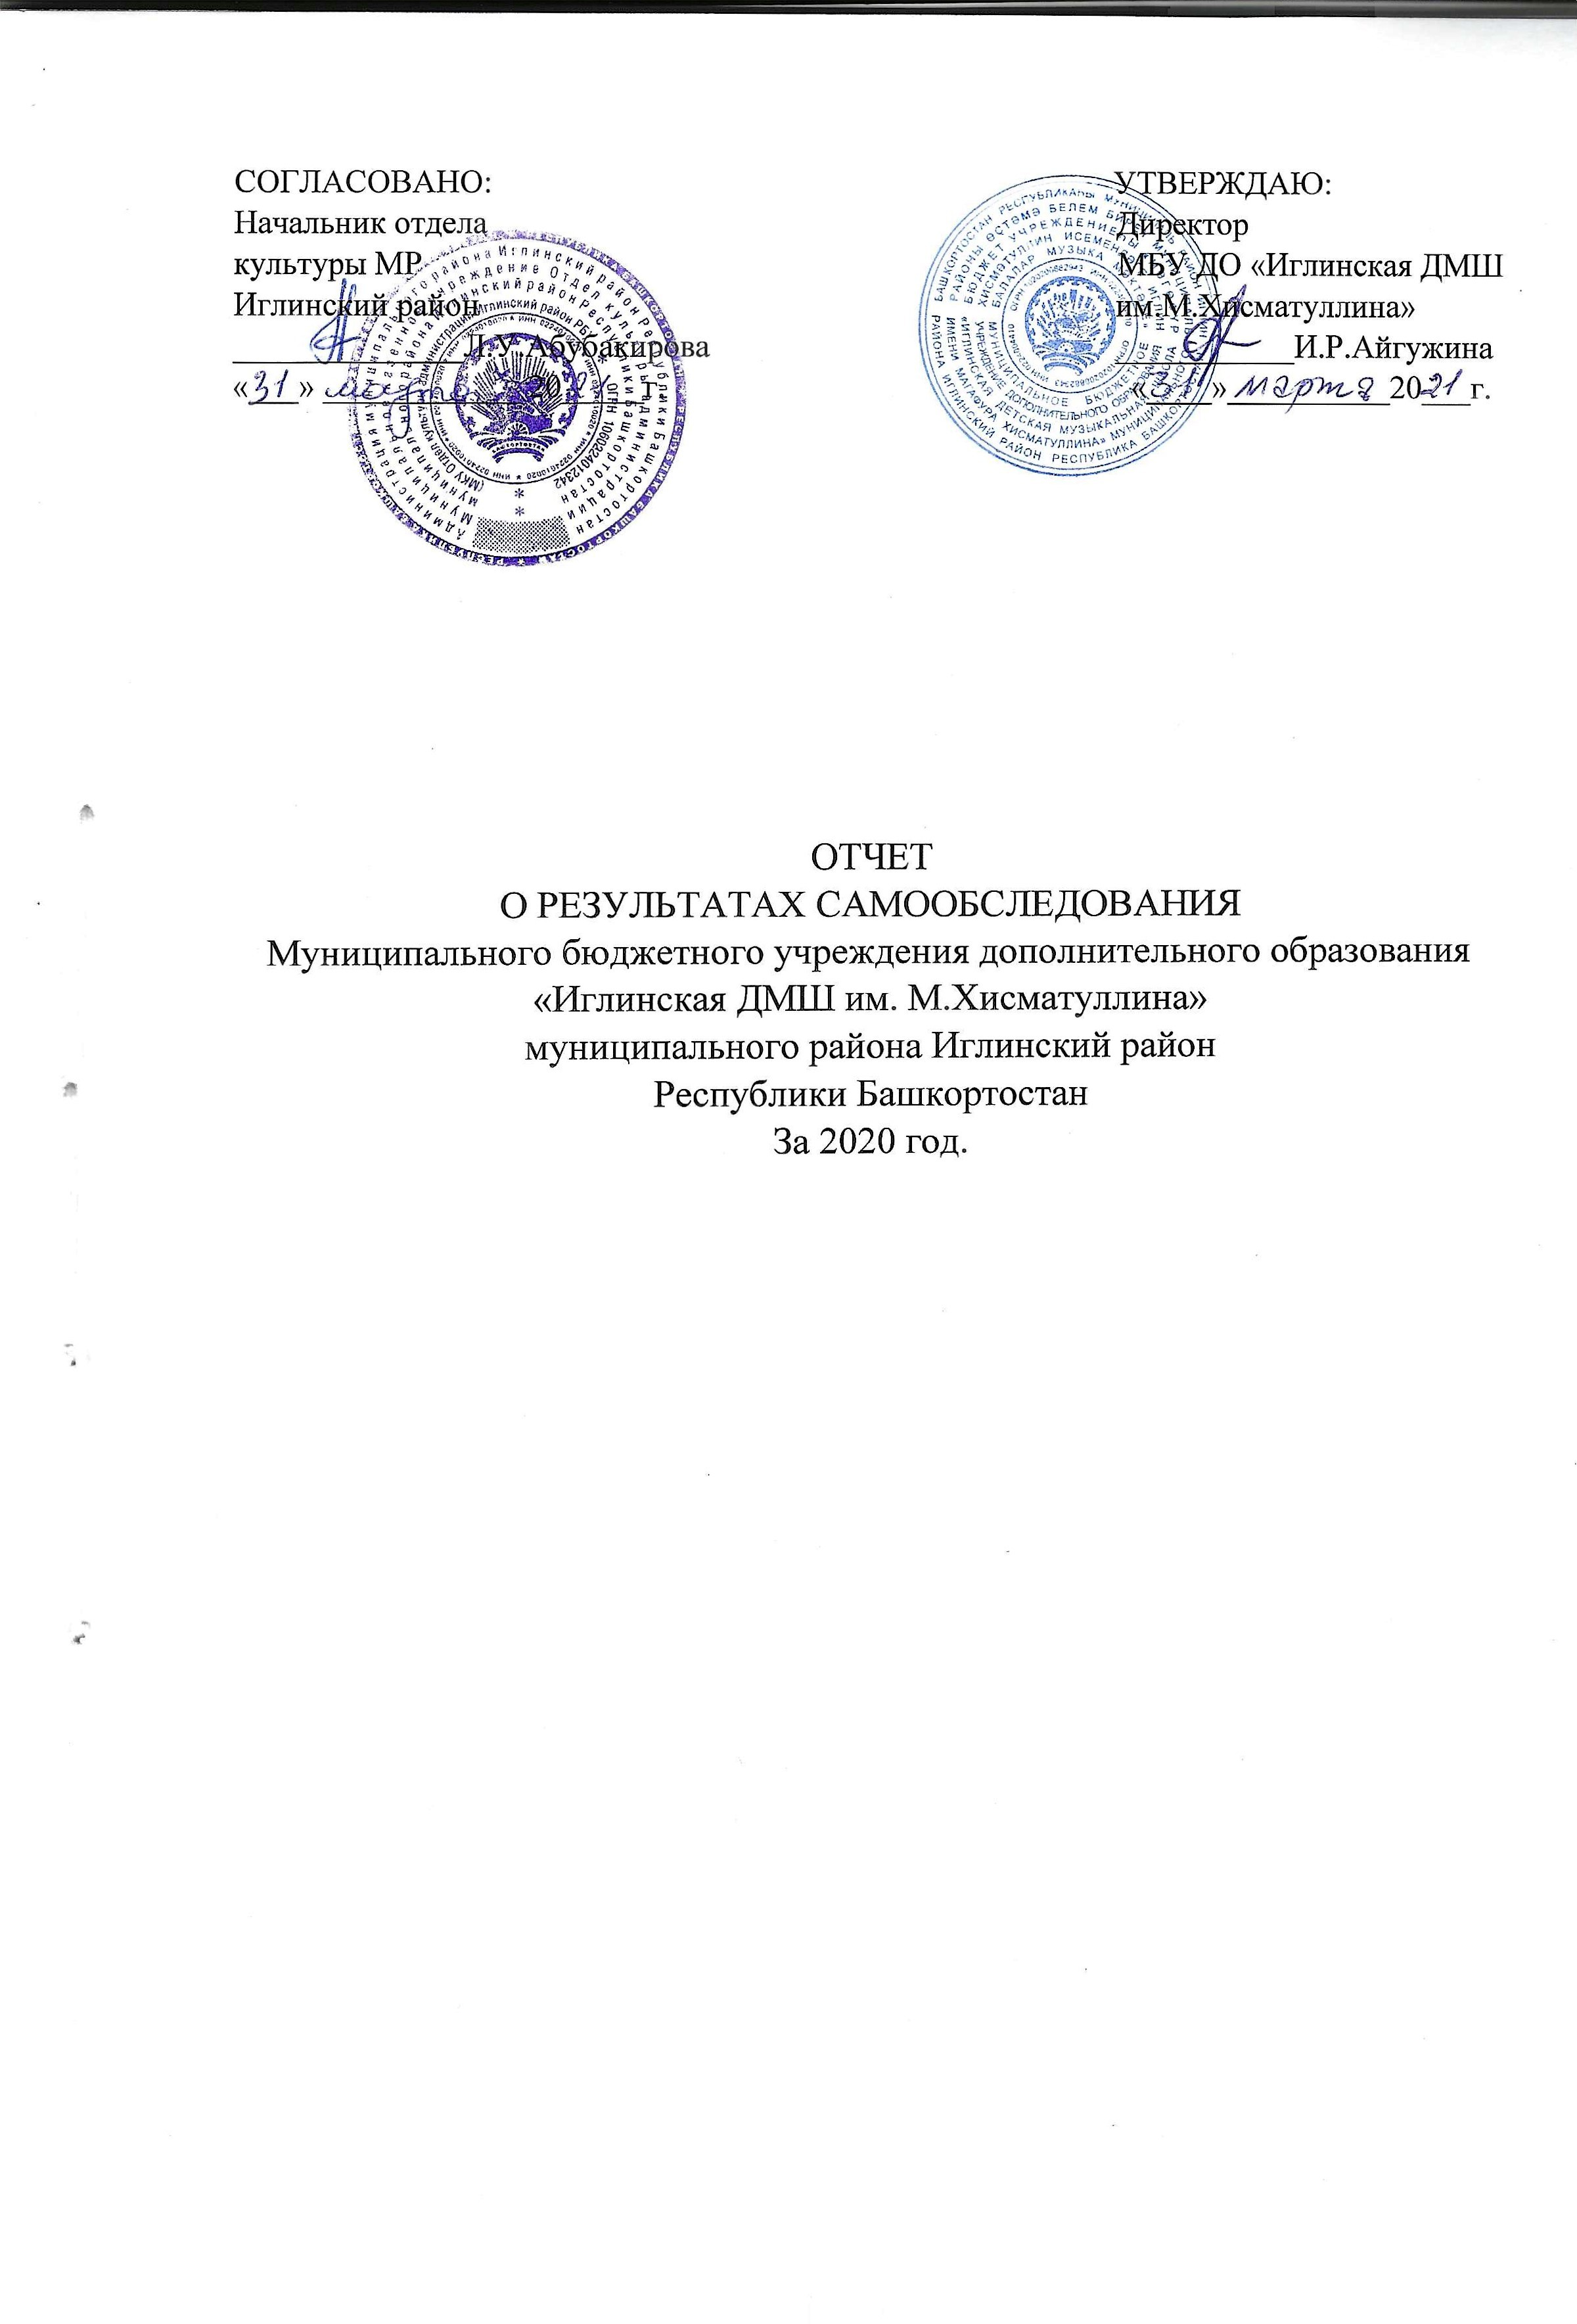 СОГЛАСОВАНО:
Начальник отдела
культуры МР
Иглинский район
Л.У.Абубакирова
«31» марта 2021 г.
УТВЕРЖДАЮ:
Директор
МБУ ДО «Иглинская ДМШ
им.М.Хисматуллина»
И.Р.Айгужина
«31» марта 2021 г.
ОТЧЕТ
О РЕЗУЛЬТАТАХ САМООБСЛЕДОВАНИЯ
Муниципального бюджетного учреждения дополнительного образования
«Иглинская ДМШ им. М.Хисматуллина»
муниципального района Иглинский район
Республики Башкортостан
За 2020 год.